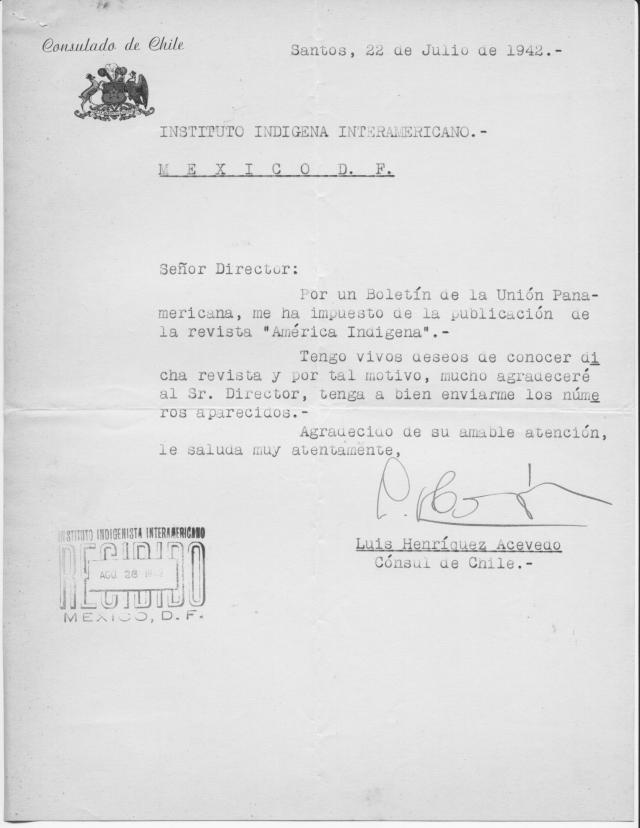 Consulado de Chile
Santos, 22 de Julio de 1942.-
INSTITUTO INDIGENA INTERAMERICANO.-
M E X I C O D. F.
Señor Director:
Por un Boletín de la Unión Pana-
mericana, me ha impuesto de la publicación de
la revista "América Indigena".-
Tengo vivos deseos de conocer di
cha revista y por tal motivo, mucho agradeceré
al Sr. Director, tenga a bien enviarme los núme
ros aparecidos.-
Agradecido de su amable atención,
le saluda muy atentamente,
Luis Henríquez Acevedo
Cónsul de Chile.-
INSTITUTO INDIGENISTA INTERAMERICANO
RECIBIDO
AGO 28 1942
MEXICO, D. F.